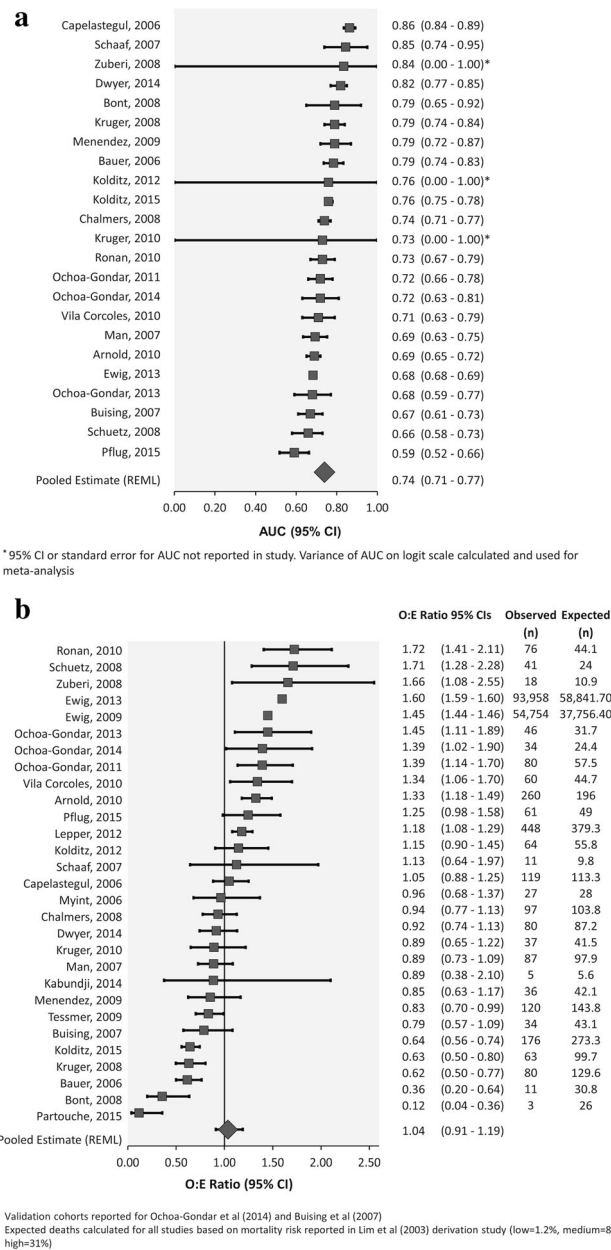 a
Capelastegul, 2006 0.86 (0.84 - 0.89)
Schaaf, 2007 0.85 (0.74 - 0.95)
Zuberi, 2008 0.84 (0.00 - 1.00)*
Dwyer, 2014 0.82 (0.77 - 0.85)
Bont, 2008 0.79 (0.65 - 0.92)
Kruger, 2008 0.79 (0.74 - 0.84)
Menendez, 2009 0.79 (0.72 - 0.87)
Bauer, 2006 0.79 (0.74 - 0.83)
Kolditz, 2012 0.76 (0.00 - 1.00)*
Kolditz, 2015 0.76 (0.75 - 0.78)
Chalmers, 2008 0.74 (0.71 - 0.77)
Kruger, 2010 0.73 (0.00 - 1.00)*
Ronan, 2010 0.73 (0.67 - 0.79)
Ochoa-Gondar, 2011 0.72 (0.66 - 0.78)
Ochoa-Gondar, 2014 0.72 (0.63 - 0.81)
Vila Corcoles, 2010 0.71 (0.63 - 0.79)
Man, 2007 0.69 (0.63 - 0.75)
Arnold, 2010 0.69 (0.65 - 0.72)
Ewig, 2013 0.68 (0.68 - 0.69)
Ochoa-Gondar, 2013 0.68 (0.59 - 0.77)
Buising, 2007 0.67 (0.61 - 0.73)
Schuetz, 2008 0.66 (0.58 - 0.73)
Pflug, 2015 0.59 (0.52 - 0.66)
Pooled Estimate (REML) 0.74 (0.71 - 0.77)
0.00 0.20 0.40 0.60 0.80 1.00
AUC (95% CI)
*95% CI or standard error for AUC not reported in study. Variance of AUC on logit scale calculated and used for
meta-analysis
b
O:E Ratio 95% CIs Observed Expected
(n) (n)
Ronan, 2010 1.72 (1.41 - 2.11) 76 44.1
Schuetz, 2008 1.71 (1.28 - 2.28) 41 24
Zuberi, 2008 1.66 (1.08 - 2.55) 18 10.9
Ewig, 2013 1.60 (1.59 - 1.60) 93,958 58,841.70
Ewig, 2009 1.45 (1.44 - 1.46) 54,754 37,756.40
Ochoa-Gondar, 2013 1.45 (1.11 - 1.89) 46 31.7
Ochoa-Gondar, 2014 1.39 (1.02 - 1.90) 34 24.4
Ochoa-Gondar, 2011 1.39 (1.14 - 1.70) 80 57.5
Vila Corcoles, 2010 1.34 (1.06 - 1.70) 60 44.7
Arnold, 2010 1.33 (1.18 - 1.49) 260 196
Pflug, 2015 1.25 (0.98 - 1.58) 61 49
Lepper, 2012 1.18 (1.08 - 1.29) 448 379.3
Kolditz, 2012 1.15 (0.90 - 1.45) 64 55.8
Schaaf, 2007 1.13 (0.64 - 1.97) 11 9.8
Capelastegul, 2006 1.05 (0.88 - 1.25) 119 113.3
Myint, 2006 0.96 (0.68 - 1.37) 27 28
Chalmers, 2008 0.94 (0.77 - 1.13) 97 103.8
Dwyer, 2014 0.92 (0.74 - 1.13) 80 87.2
Kruger, 2010 0.89 (0.65 - 1.22) 37 41.5
Man, 2007 0.89 (0.73 - 1.09) 87 97.9
Kabundji, 2014 0.89 (0.38 - 2.10) 5 5.6
Menendez, 2009 0.85 (0.63 - 1.17) 36 42.1
Tessmer, 2009 0.83 (0.70 - 0.99) 120 143.8
Buising, 2007 0.79 (0.57 - 1.09) 34 43.1
Kolditz, 2015 0.64 (0.56 - 0.74) 176 273.3
Kruger, 2008 0.63 (0.50 - 0.80) 63 99.7
Bauer, 2006 0.62 (0.50 - 0.77) 80 129.6
Bont, 2008 0.36 (0.20 - 0.64) 11 30.8
Partouche, 2015 0.12 (0.04 - 0.36) 3 26
Pooled Estimate (REML) 1.04 (0.91 - 1.19)
0.00 0.50 1.00 1.50 2.00 2.50
O:E Ratio (95% CI)
Validation cohorts reported for Ochoa-Gondar et al (2014) and Buising et al (2007)
Expected deaths calculated for all studies based on mortality risk reported in Lim et al (2003) derivation study (low=1.2%, medium=8
high=31%)